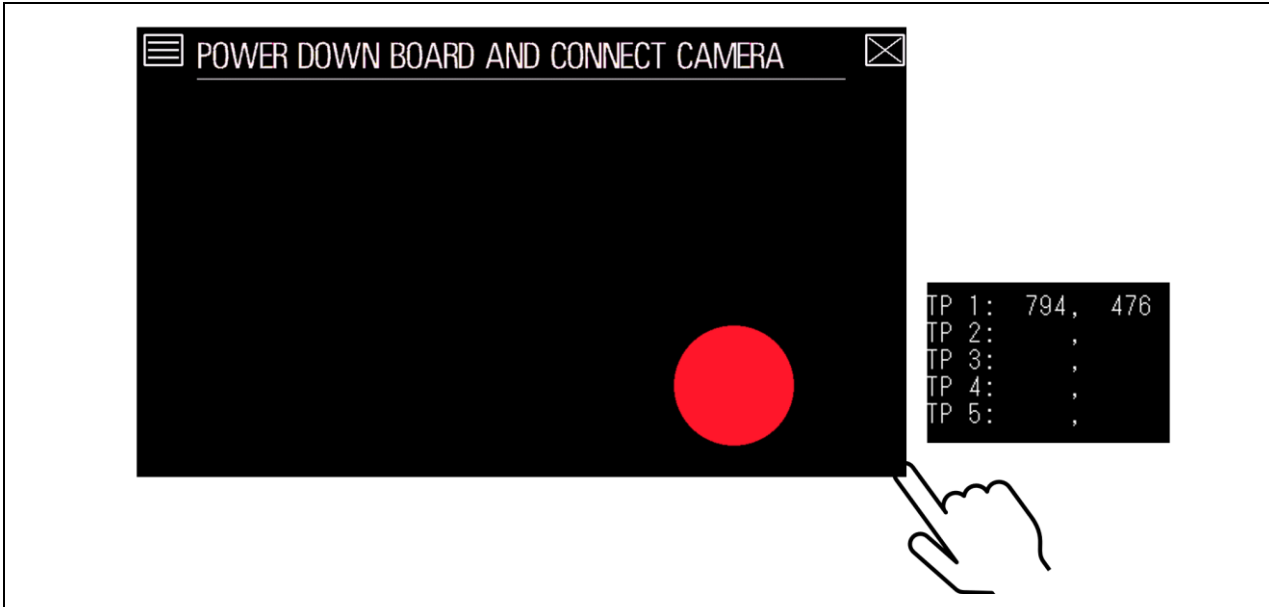 POWER DOWN BOARD AND CONNECT CAMERA
TP 1: 794, 476
TP 2: ,
TP 3: ,
TP 4: ,
TP 5: ,